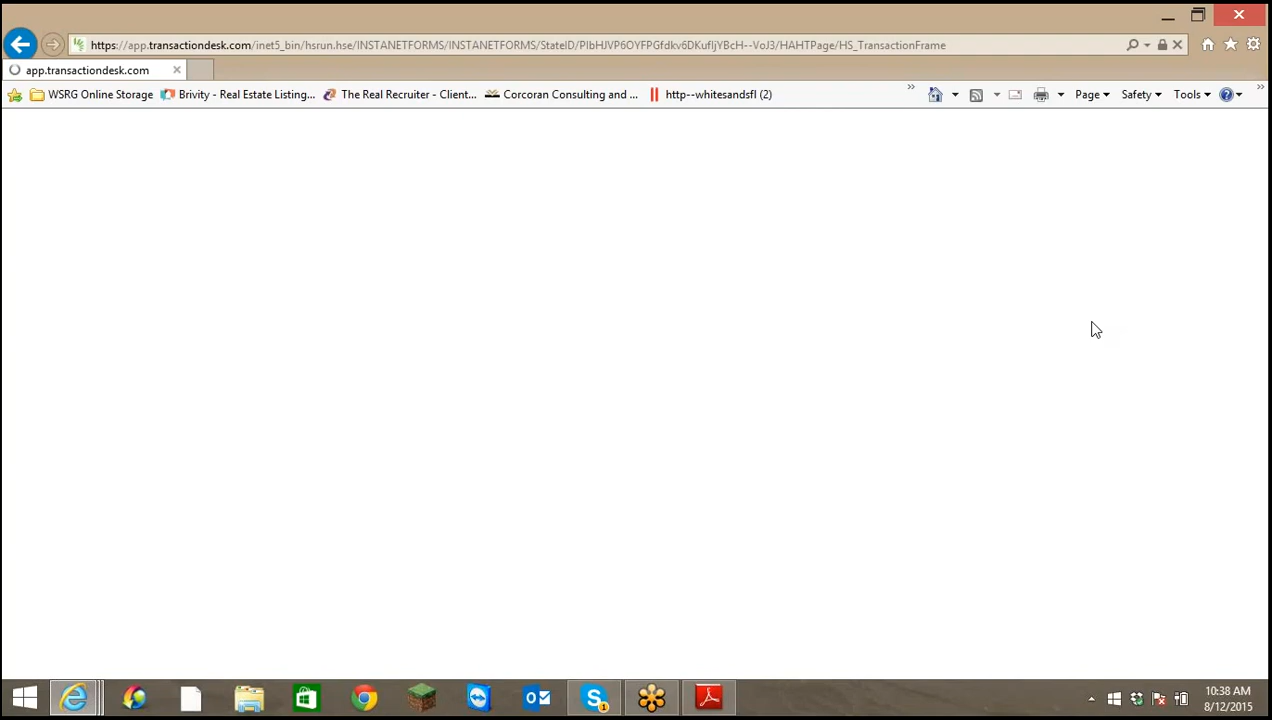 https://app.transactiondesk.com/inet5_bin/hsrun.hse/INSTANETFORMS/INSTANETFORMS/StateID/PIbHJVP6OYFPGfdkv6DKufIjYBcH--VoJ3/HAHTPage/HS_TransactionFrame
app.transactiondesk.com
WSRG Online Storage Brivity - Real Estate Listing... The Real Recruiter - Client... Corcoran Consulting and ... http--whitesandsfl (2) Page Safety Tools
10:38 AM
8/12/2015